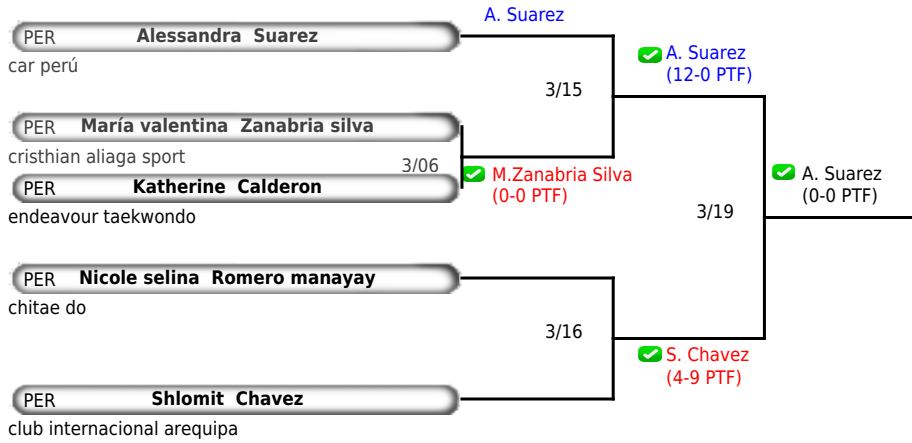 A. Suarez
PER Alessandra Suarez
car perú
A. Suarez
(12-0 PTF)
3/15
PER María valentina Zanabria silva
cristhian aliaga sport
3/06
M.Zanabria Silva
(0-0 PTF)
PER Katherine Calderon
endeavour taekwondo
A. Suarez
(0-0 PTF)
3/19
PER Nicole selina Romero manayay
chitae do
3/16
S. Chavez
(4-9 PTF)
PER Shlomit Chavez
club internacional arequipa